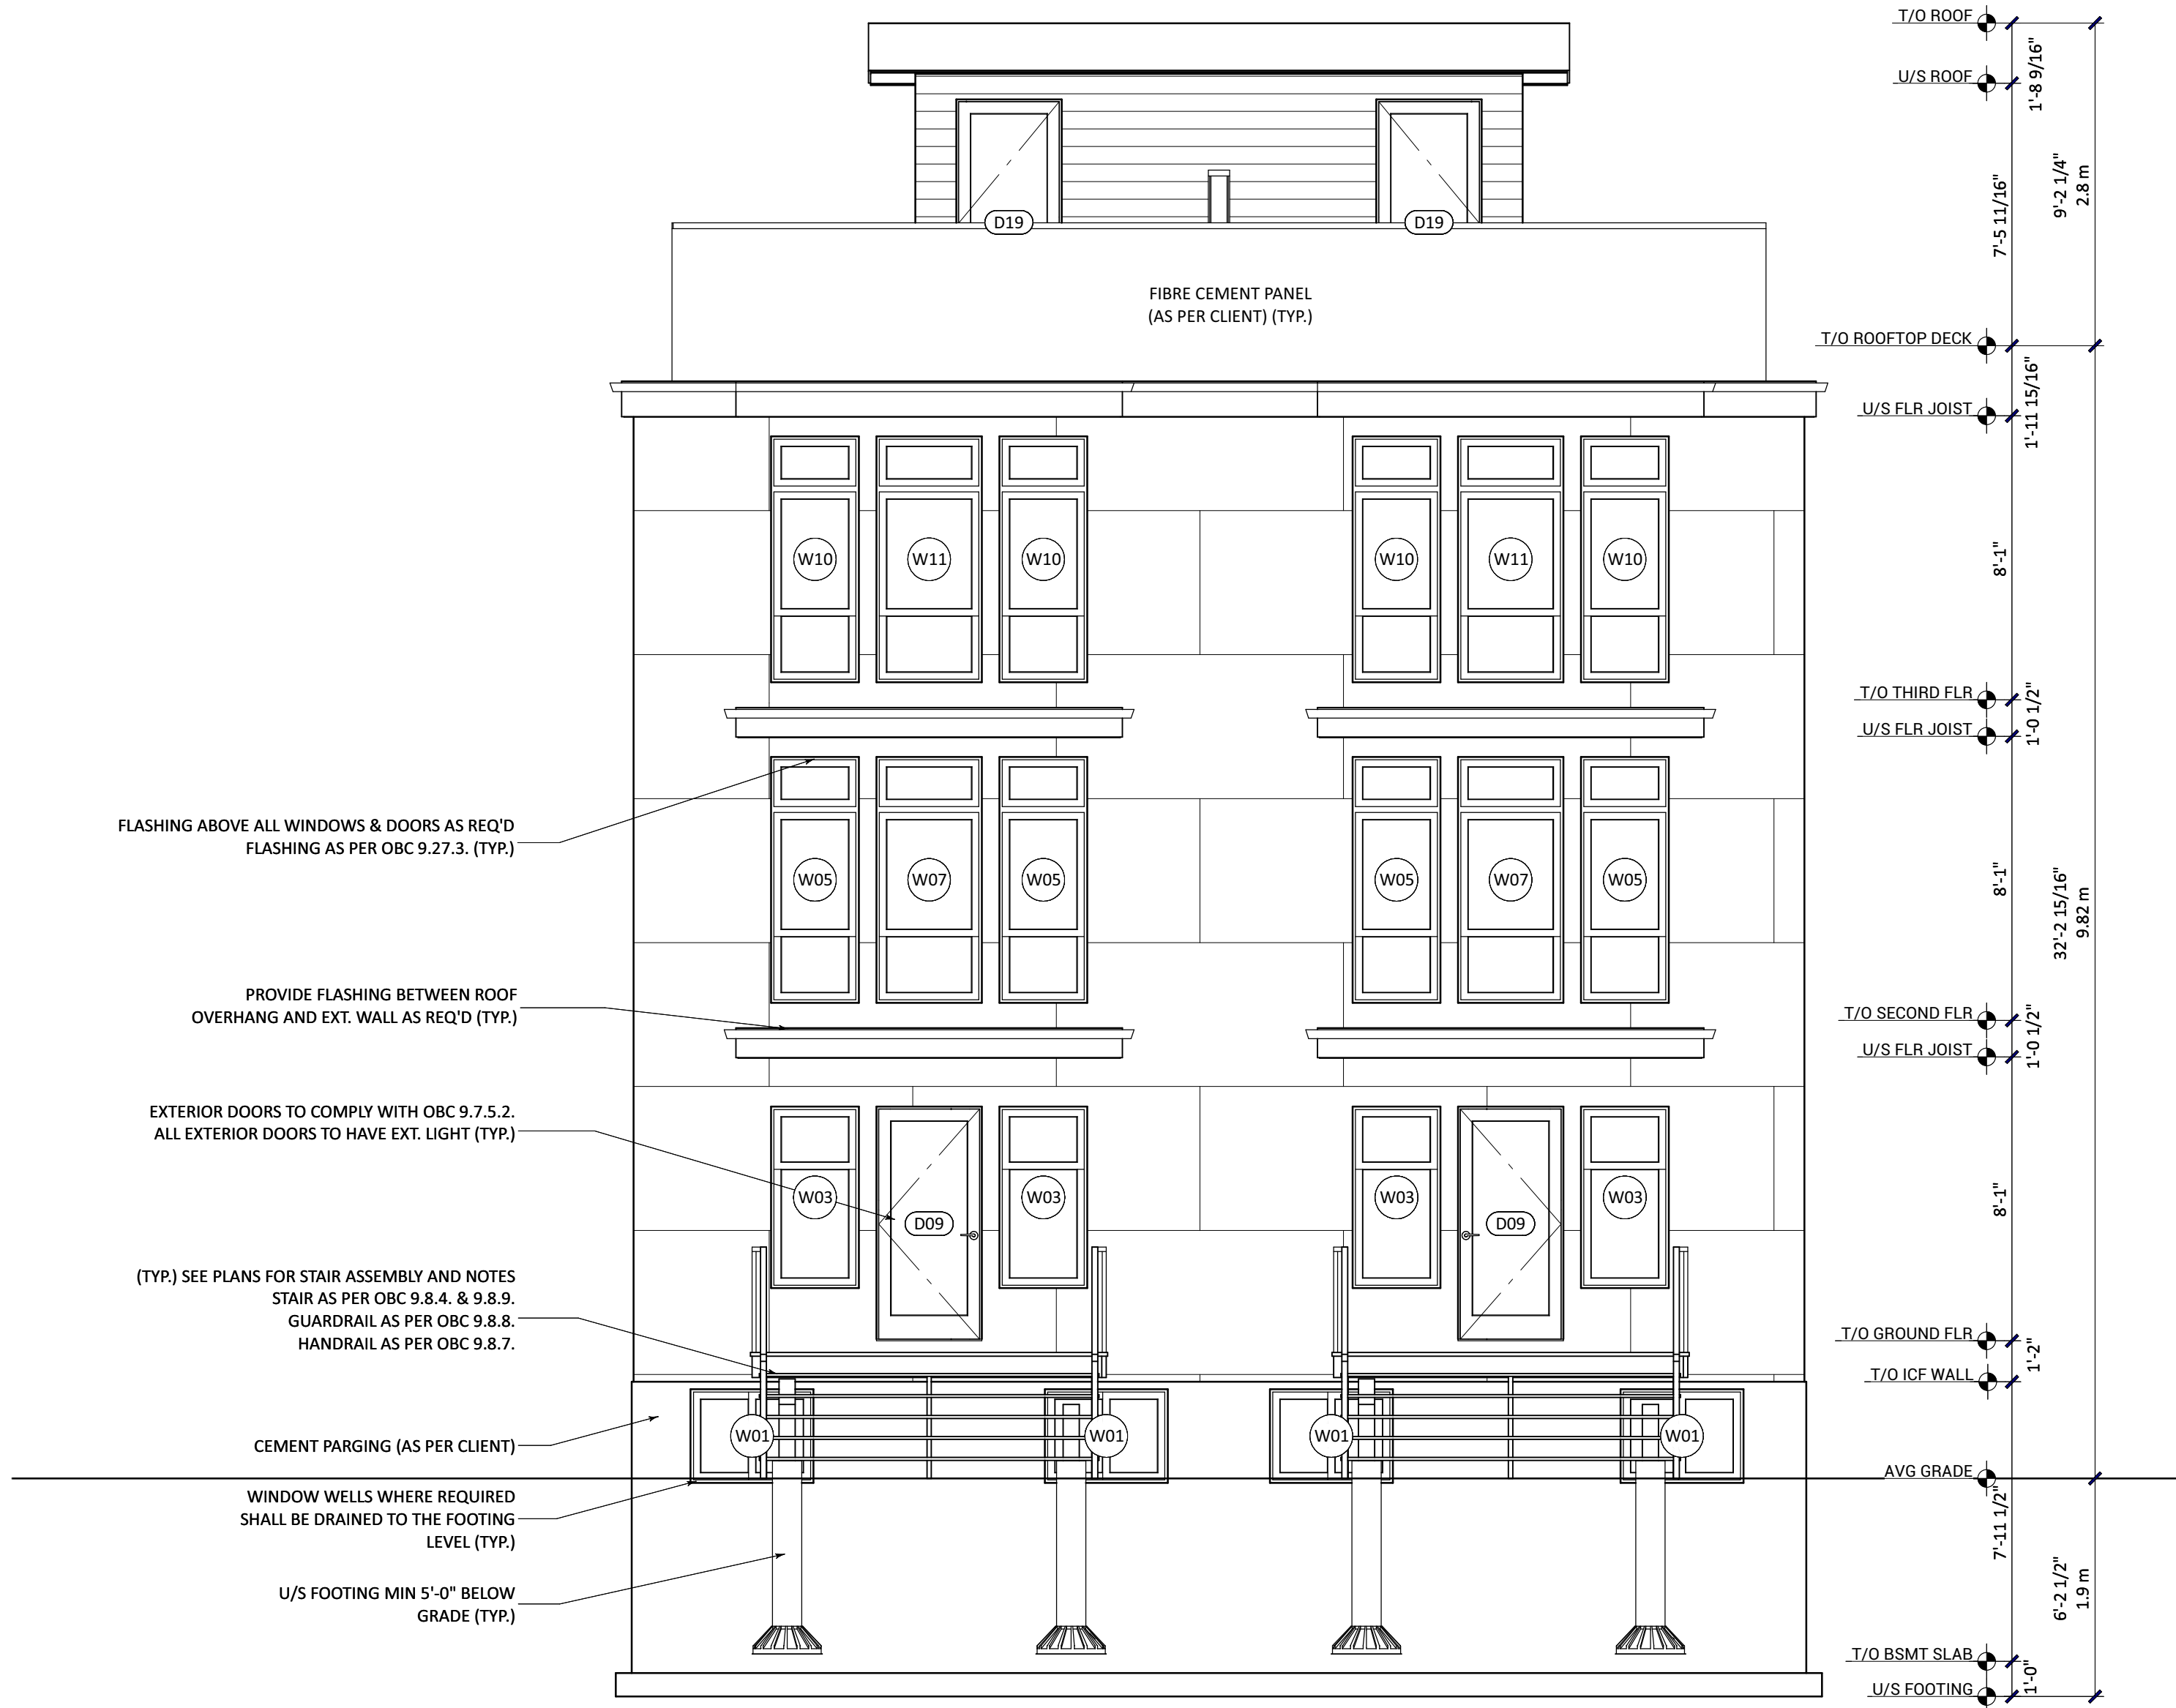 T/O ROOF
1'-8 9/16"
U/S ROOF
9'-2 1/4"
2.8 m
7'-5 11/16"
D19
D19
FIBRE CEMENT PANEL
(AS PER CLIENT) (TYP.)
T/O ROOFTOP DECK
1'-11 15/16"
U/S FLR JOIST
W10
W11
W10
W10
W11
W10
8'-1"
T/O THIRD FLR
1'-0 1/2"
U/S FLR JOIST
FLASHING ABOVE ALL WINDOWS & DOORS AS REQ'D
FLASHING AS PER OBC 9.27.3. (TYP.)
W05
W07
W05
W05
W07
W05
8'-1"
32'-2 15/16"
9.82 m
PROVIDE FLASHING BETWEEN ROOF
OVERHANG AND EXT. WALL AS REQ'D (TYP.)
T/O SECOND FLR
1'-0 1/2"
U/S FLR JOIST
EXTERIOR DOORS TO COMPLY WITH OBC 9.7.5.2.
ALL EXTERIOR DOORS TO HAVE EXT. LIGHT (TYP.)
W03
D09
W03
W03
D09
W03
8'-1"
(TYP.) SEE PLANS FOR STAIR ASSEMBLY AND NOTES
STAIR AS PER OBC 9.8.4. & 9.8.9.
GUARDRAIL AS PER OBC 9.8.8.
HANDRAIL AS PER OBC 9.8.7.
T/O GROUND FLR
1'-2"
T/O ICF WALL
CEMENT PARGING (AS PER CLIENT)
W01
W01
W01
W01
AVG GRADE
WINDOW WELLS WHERE REQUIRED
SHALL BE DRAINED TO THE FOOTING
LEVEL (TYP.)
7'-11 1/2"
U/S FOOTING MIN 5'-0" BELOW
GRADE (TYP.)
6'-2 1/2"
1.9 m
T/O BSMT SLAB
1'-0"
U/S FOOTING